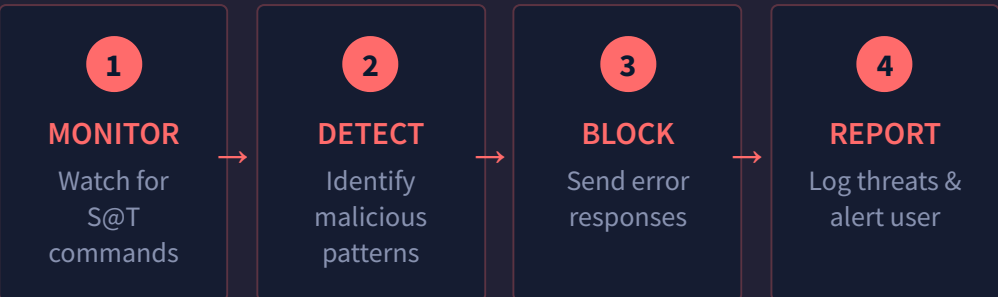 1
MONITOR
Watch for
S@T
commands
→
2
DETECT
Identify
malicious
patterns
→
3
BLOCK
Send error
responses
→
4
REPORT
Log threats &
alert user